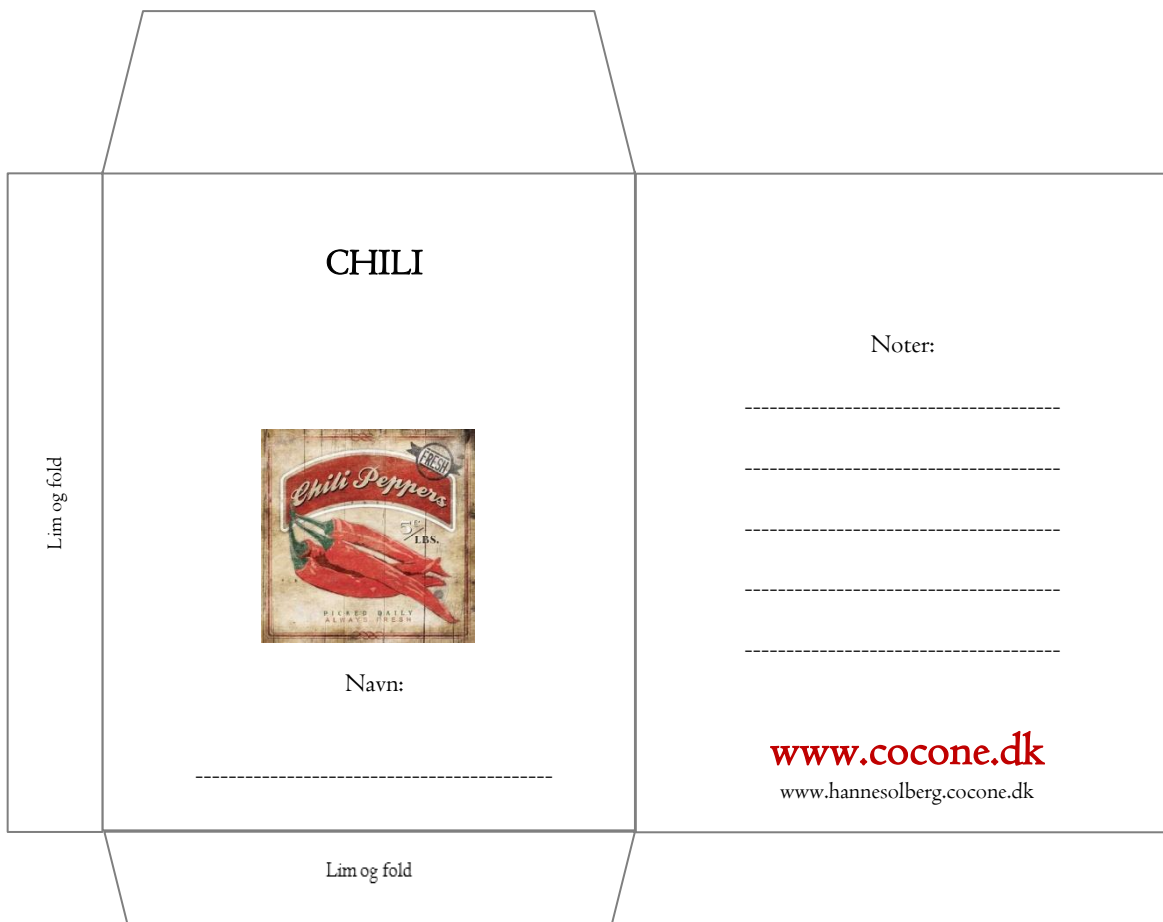 CHILI
Lim og fold
FRESH
Chili Peppers
5
LBS.
PICKED DAILY
ALWAYS FRESH
Navn:
Lim og fold
Noter:
www.cocone.dk
www.hannesolberg.cocone.dk